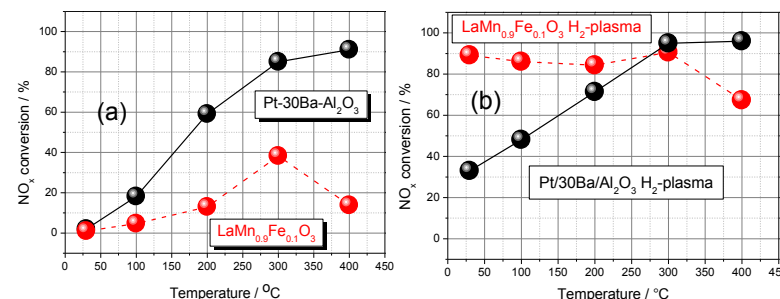 100
80
60
40
20
0
NOx conversion / %
(a)
Pt-30Ba-Al2O3
LaMn0.9Fe0.1O3
0 50 100 150 200 250 300 350 400 450
Temperature / OC
LaMn0.9Fe0.1O3 H2-plasma
100
80
60
40
20
0
NOx conversion / %
(b)
Pt/30Ba/Al2O3 H2-plasma
0 50 100 150 200 250 300 350 400 450
Temperature / °C